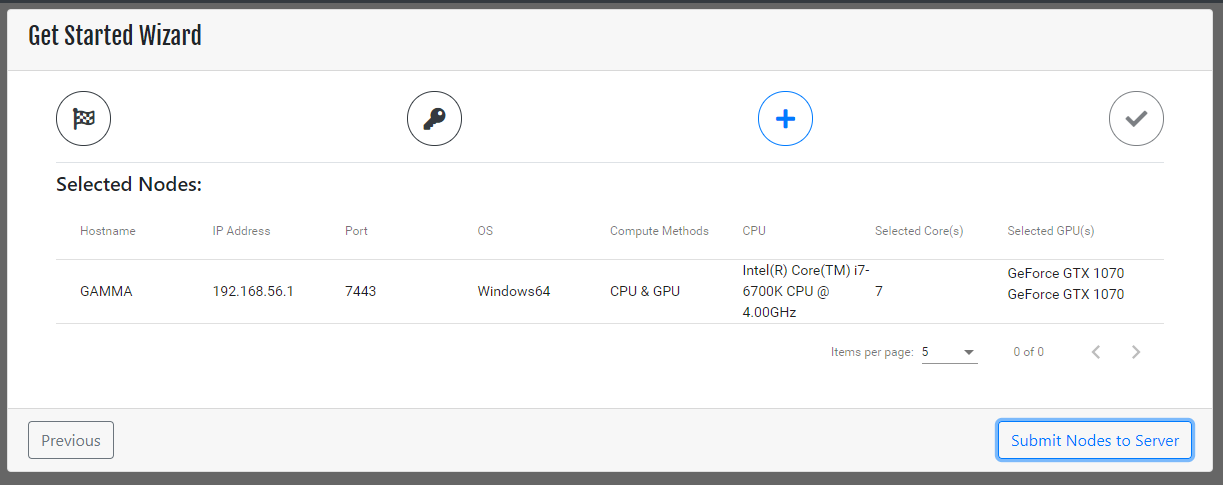 Get Started Wizard
Selected Nodes:
Hostname IP Address Port OS Compute Methods CPU Selected Core(s) Selected GPU(s)
GAMMA 192.168.56.1 7443 Windows64 CPU & GPU Intel(R) Core(TM) i7- 7 GeForce GTX 1070
6700K CPU @ GeForce GTX 1070
4.00GHz
Items per page: 5 0 of 0
Previous Submit Nodes to Server